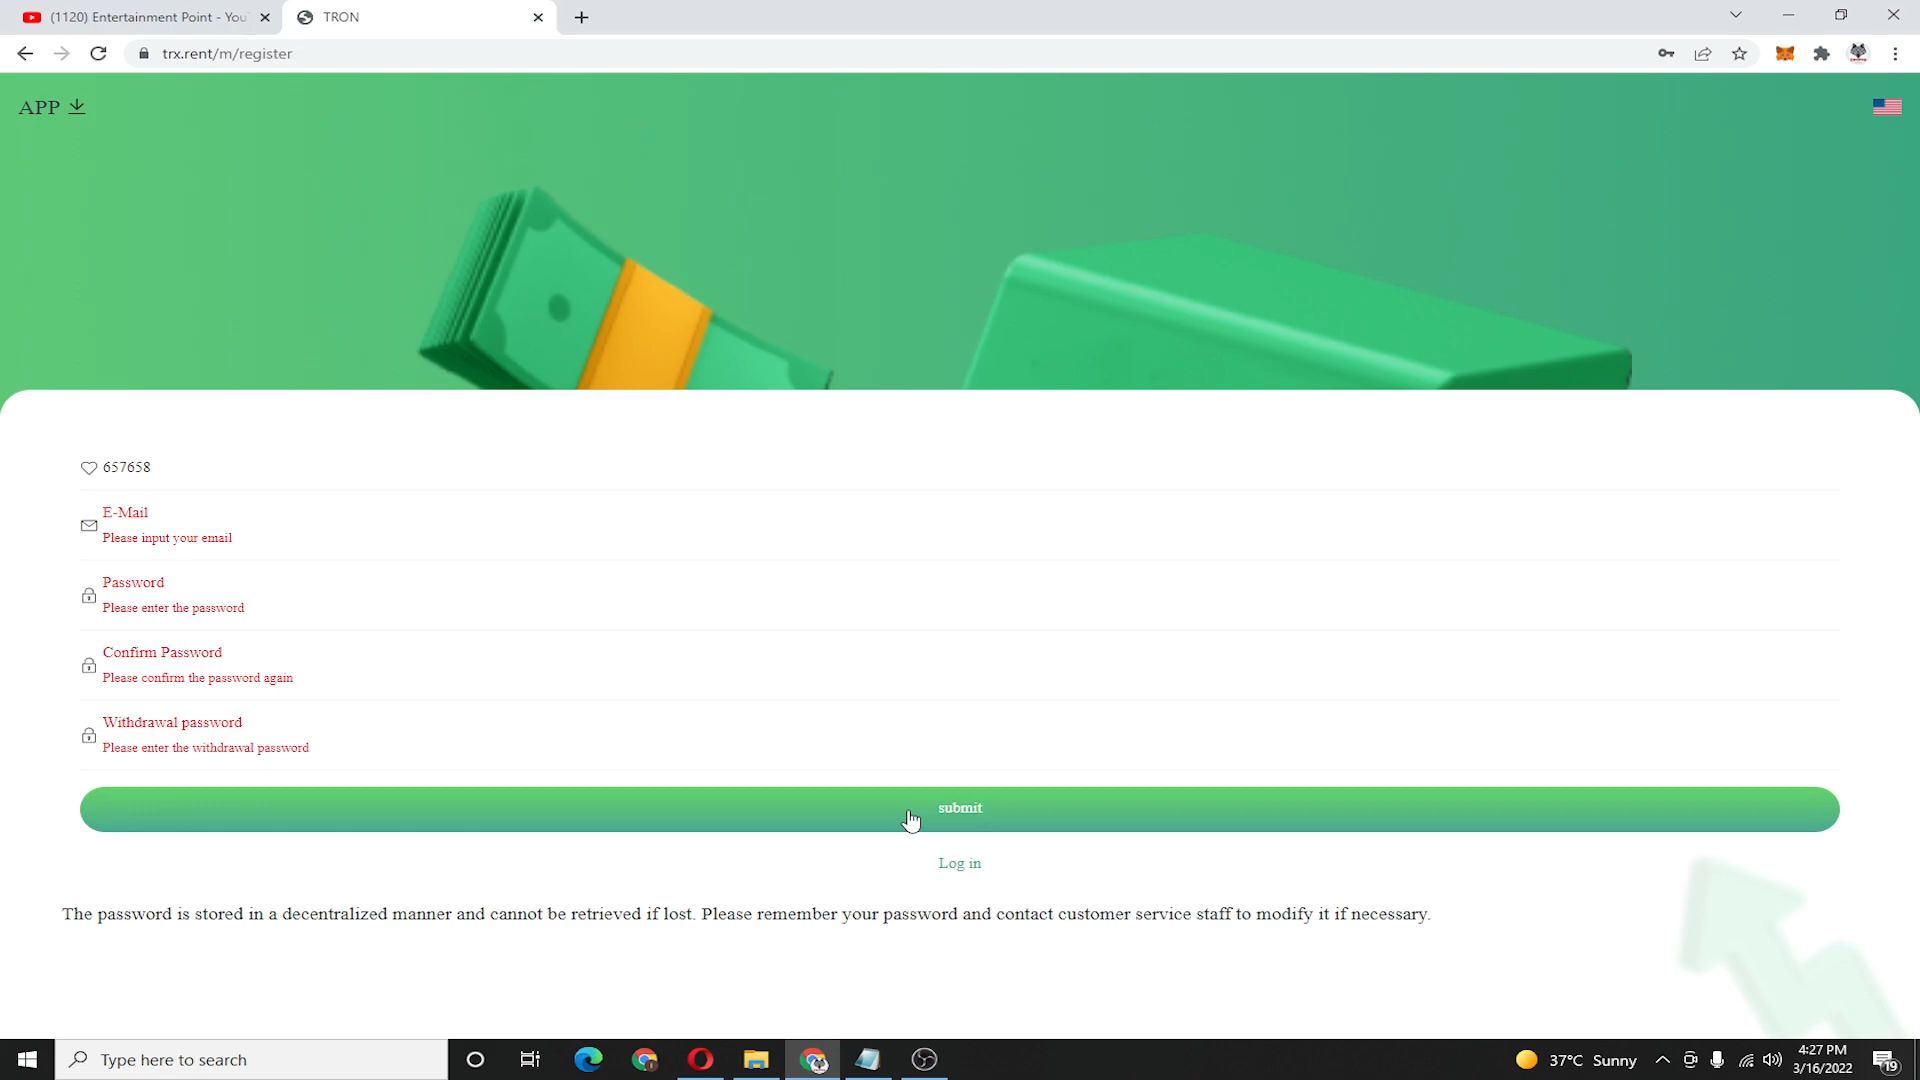 (1120) Entertainment Point - You
TRON
trx.rent/m/register
APP
657658
E-Mail
Please input your email
Password
Please enter the password
Confirm Password
Please confirm the password again
Withdrawal password
Please enter the withdrawal password
submit
Log in
The password is stored in a decentralized manner and cannot be retrieved if lost. Please remember your password and contact customer service staff to modify it if necessary.
Type here to search
37°C Sunny
4:27 PM
3/16/2022
19